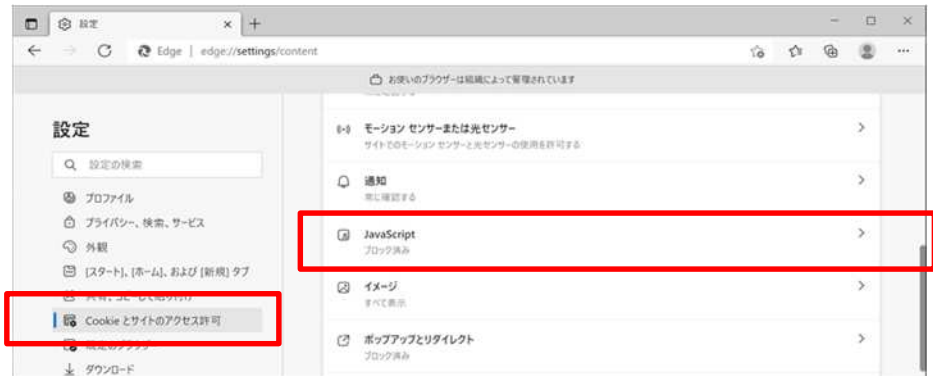 設定
Edge | edge://settings/content
お使いのブラウザーは組織によって管理されています
設定
設定の検索
プロファイル
プライバシー、検索、サービス
外観
[スタート]、[ホーム]、および [新規] タブ
Cookie とサイトのアクセス許可
ダウンロード
モーション センサーまたは光センサー
サイトでのモーション センサーと光センサーの使用を許可する
通知
常に確認する
JavaScript
ブロック済み
イメージ
すべて表示
ポップアップとリダイレクト
ブロック済み